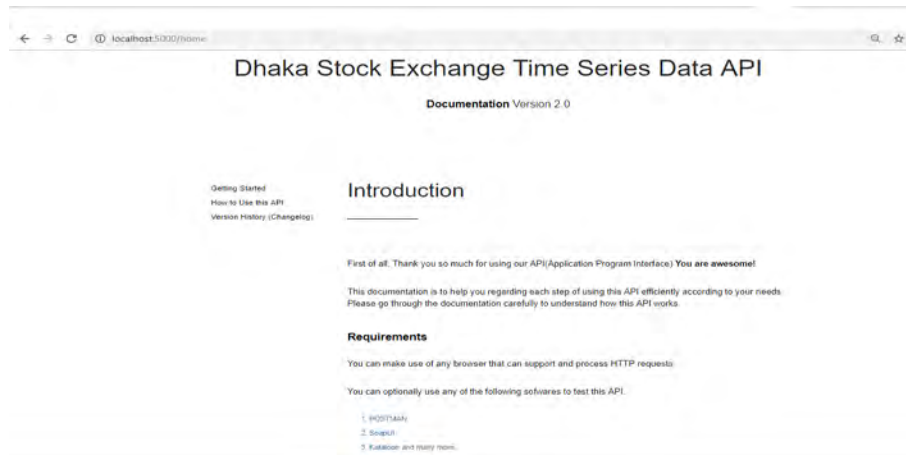 localhost:5000/home
Dhaka Stock Exchange Time Series Data API
Documentation Version 2.0
Getting Started
How to Use this API
Version History (Changelog)
Introduction
First of all, Thank you so much for using our API(Application Program Interface) You are awesome!
This documentation is to help you regarding each step of using this API efficiently according to your needs.
Please go through the documentation carefully to understand how this API works.
Requirements
You can make use of any browser that can support and process HTTP requests.
You can optionally use any of the following softwares to test this API.
1. POSTMAN
2. SoapUI
3. Katalon and many more..